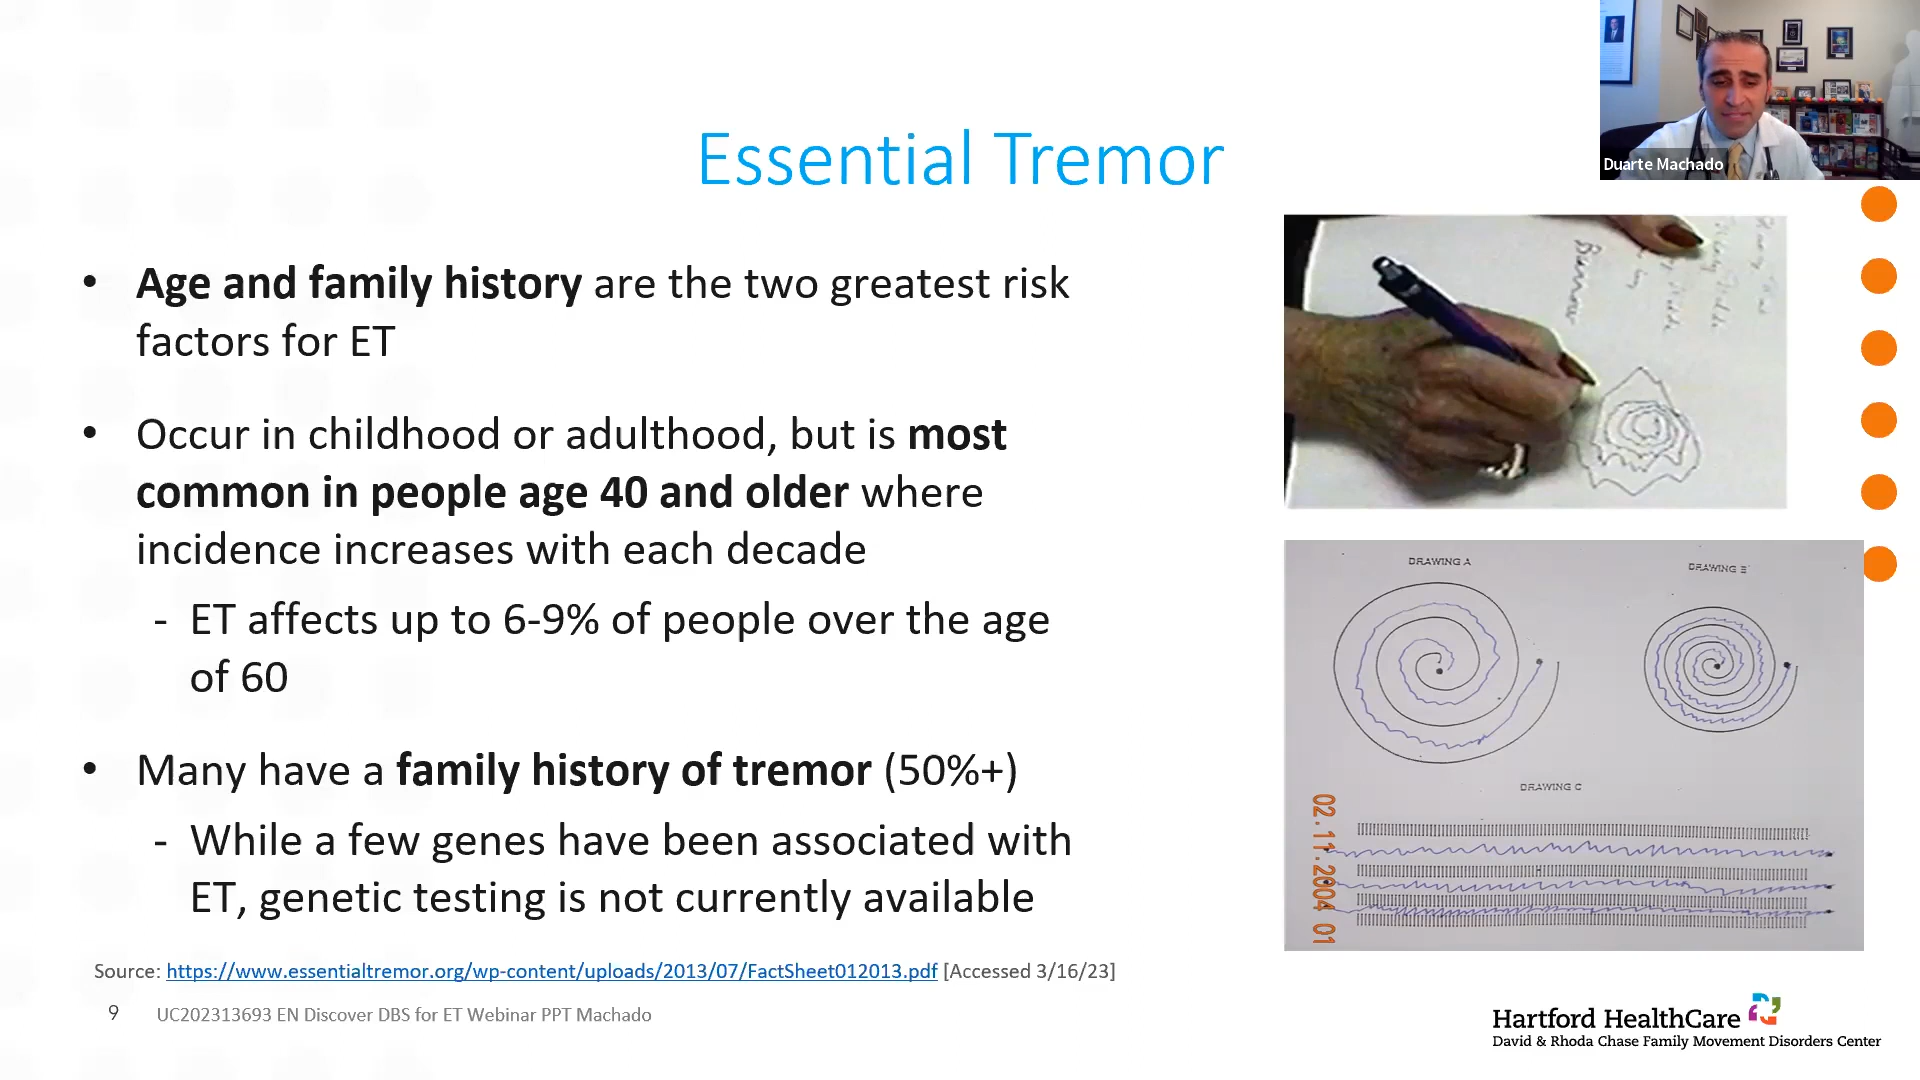 Duarte Machado
Essential Tremor
• Age and family history are the two greatest risk
factors for ET
• Occur in childhood or adulthood, but is most
common in people age 40 and older where
incidence increases with each decade
- ET affects up to 6-9% of people over the age
of 60
• Many have a family history of tremor (50%+)
- While a few genes have been associated with
ET, genetic testing is not currently available
DRAWING A
DRAWING B
DRAWING C
02.11.2004 01
Source: https://www.essentialtremor.org/wp-content/uploads/2013/07/FactSheet012013.pdf [Accessed 3/16/23]
9 UC202313693 EN Discover DBS for ET Webinar PPT Machado
Hartford HealthCare
David & Rhoda Chase Family Movement Disorders Center